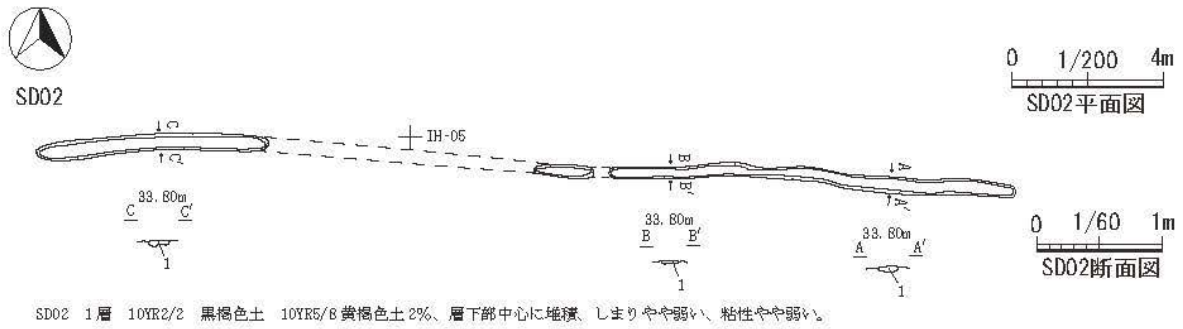 SD02
0 1/200 4m
SD02平面図
IH-05
C
C′
B
B′
A
A′
33.80m
C C′
1
33.80m
B B′
1
33.80m
A A′
1
0 1/60 1m
SD02断面図
SD02 1層 10YR2/2 黒褐色土 10YR5/8 黄褐色土2%、層下部中心に堆積、しまりやや弱い、粘性やや弱い。